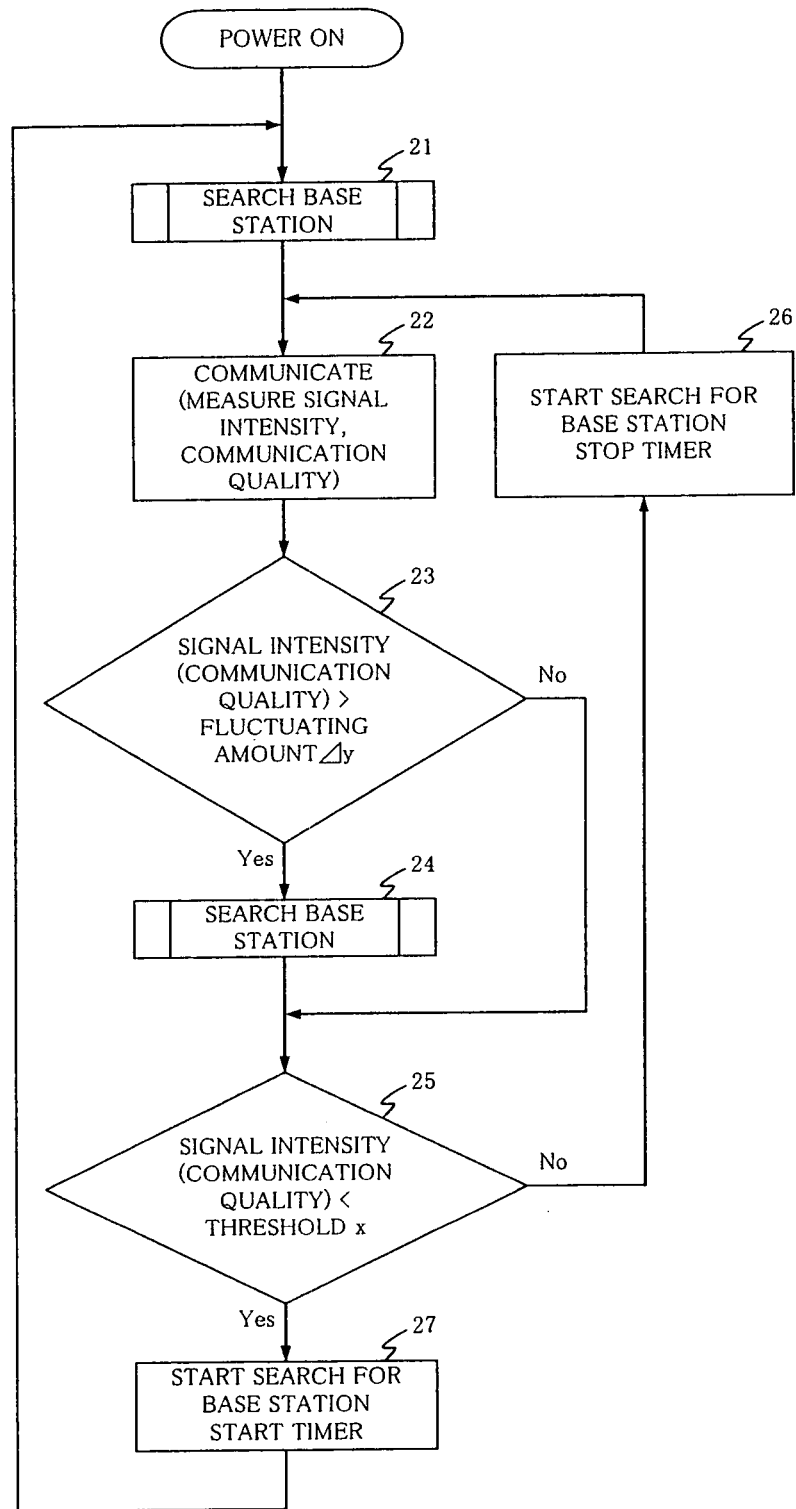 POWER ON
21
SEARCH BASE
STATION
22
COMMUNICATE
(MEASURE SIGNAL
INTENSITY,
COMMUNICATION
QUALITY)
26
START SEARCH FOR
BASE STATION
STOP TIMER
23
SIGNAL INTENSITY
(COMMUNICATION
QUALITY) >
FLUCTUATING
AMOUNT⊿y
No
Yes
24
SEARCH BASE
STATION
25
SIGNAL INTENSITY
(COMMUNICATION
QUALITY) <
THRESHOLD x
No
Yes
27
START SEARCH FOR
BASE STATION
START TIMER